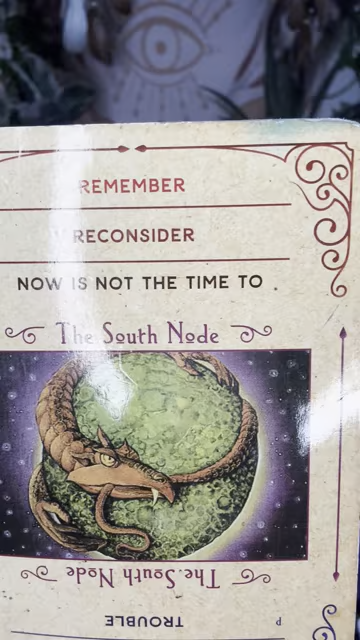 REMEMBER
RECONSIDER
NOW IS NOT THE TIME TO
The South Node
The South Node
TROUBLE